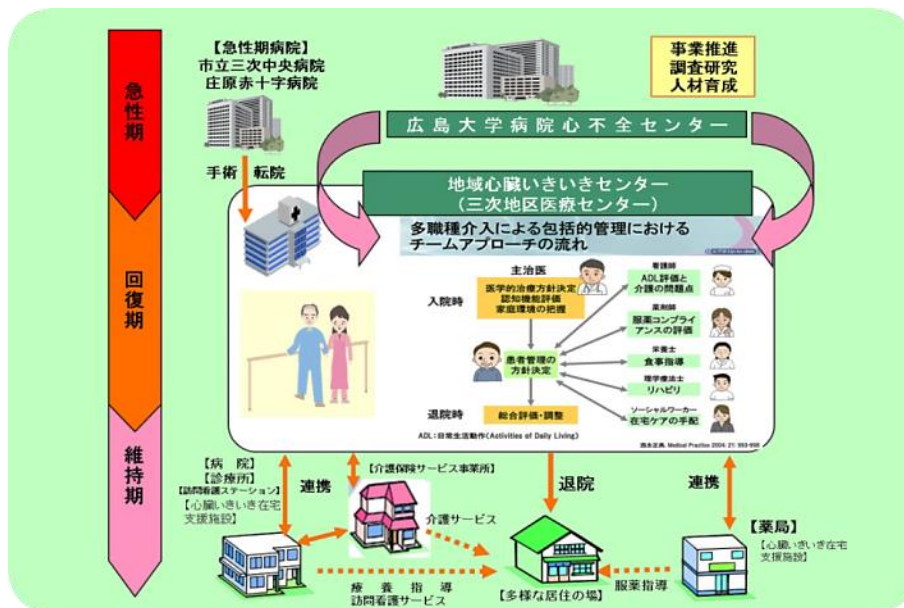 急性期
回復期
維持期
【急性期病院】
市立三次中央病院
庄原赤十字病院
事業推進
調査研究
人材育成
広島大学病院心不全センター
手術 転院
地域心臓いきいきセンター
（三次地区医療センター）
多職種介入による包括的管理における
チームアプローチの流れ
入院時
主治医
医学的治療方針決定
認知機能評価
家庭環境の把握
患者管理の
方針決定
退院時
総合評価・調整
看護師
ADL評価と
介護の問題点
薬剤師
服薬コンプライ
アンスの評価
栄養士
食事指導
理学療法士
リハビリ
ソーシャルワーカー
在宅ケアの手配
ADL：日常生活動作（Activities of Daily Living）
Medical Practice 2004: 21:
【病院】
【診療所】
【訪問看護ステーション】
【心臓いきいき在宅
支援施設】
連携
【介護保険サービス事業所】
介護サービス
退院
連携
【薬局】
【心臓いきいき在宅
支援施設】
療養指導
訪問看護サービス
【多様な居住の場】
服薬指導